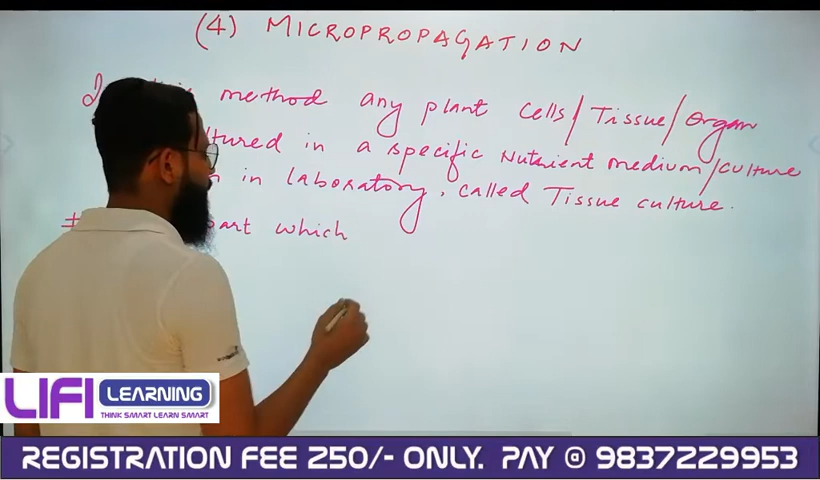 (4) MICROPROPAGATION
method any plant cells/Tissue/Organ
tured in a specific Nutrient medium/culture
in laboratory, called Tissue culture.
part which
LIFI LEARNING
THINK SMART LEARN SMART
REGISTRATION FEE 250/- ONLY. PAY @ 9837229953